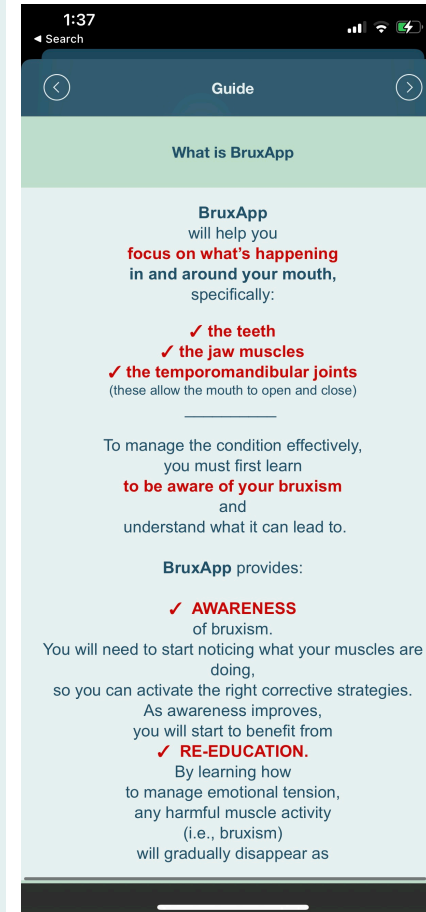 1:37
◄ Search
Guide
What is BruxApp
BruxApp
will help you
focus on what's happening
in and around your mouth,
specifically:
✓ the teeth
✓ the jaw muscles
✓ the temporomandibular joints
(these allow the mouth to open and close)
To manage the condition effectively,
you must first learn
to be aware of your bruxism
and
understand what it can lead to.
BruxApp provides:
✓ AWARENESS
of bruxism.
You will need to start noticing what your muscles are
doing,
so you can activate the right corrective strategies.
As awareness improves,
you will start to benefit from
✓ RE-EDUCATION.
By learning how
to manage emotional tension,
any harmful muscle activity
(i.e., bruxism)
will gradually disappear as